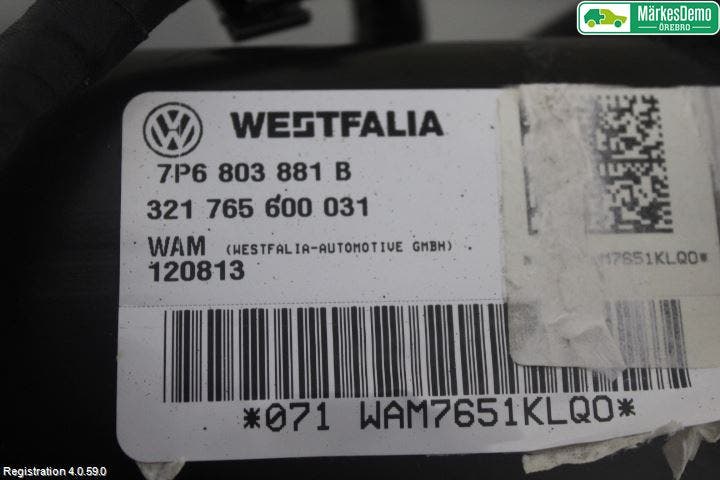 MärkesDemo
ÖREBRO
VW WESTFALIA
7P6 803 881 B
321 765 600 031
WAM (WESTFALIA-AUTOMOTIVE GMBH)
120813
M7651KLQ0*
*071 WAM7651KLQ0*
Registration 4.0.59.0